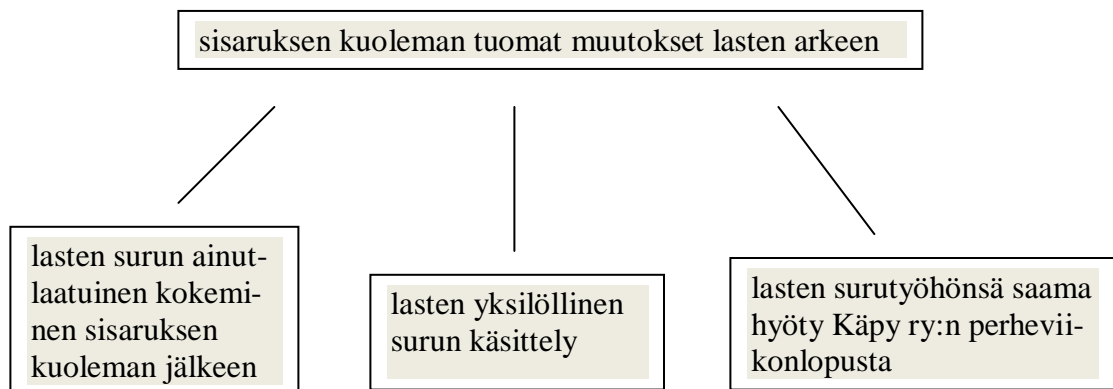 sisaruksen kuoleman tuomat muutokset lasten arkeen
lasten surun ainut-
laatuinen kokemi-
nen sisaruksen
kuoleman jälkeen
lasten yksilöllinen
surun käsittely
lasten surutyöhönsä saama
hyöty Käpy ry:n perhevii-
konlopusta